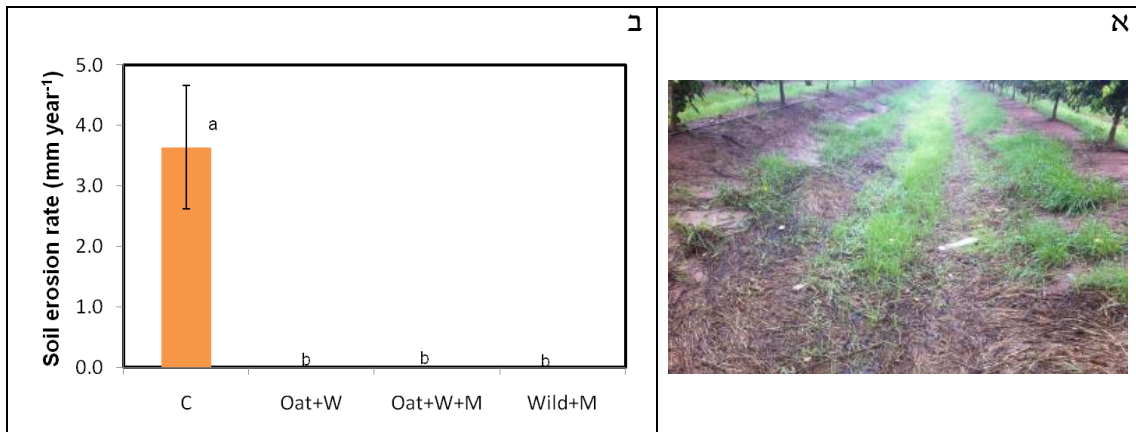 א
ב
Soil erosion rate (mm year⁻¹)
5.0
4.0
3.0
2.0
1.0
0.0
a
b
b
b
C Oat+W Oat+W+M Wild+M